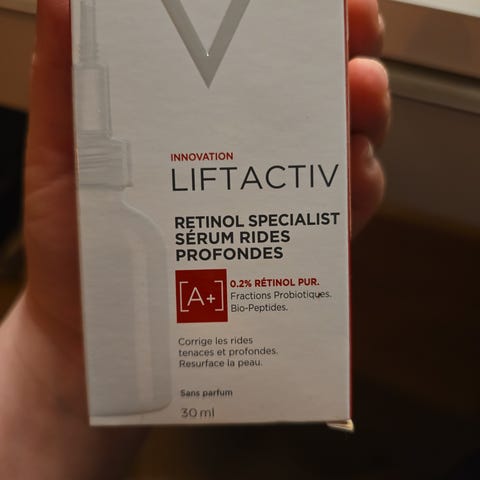 INNOVATION
LIFTACTIV
RETINOL SPECIALIST
SÉRUM RIDES
PROFONDES
[A+]
0.2% RÉTINOL PUR.
Fractions Probiotiques.
Bio-Peptides.
Corrige les rides
tenaces et profondes.
Resurface la peau.
Sans parfum
30 ml